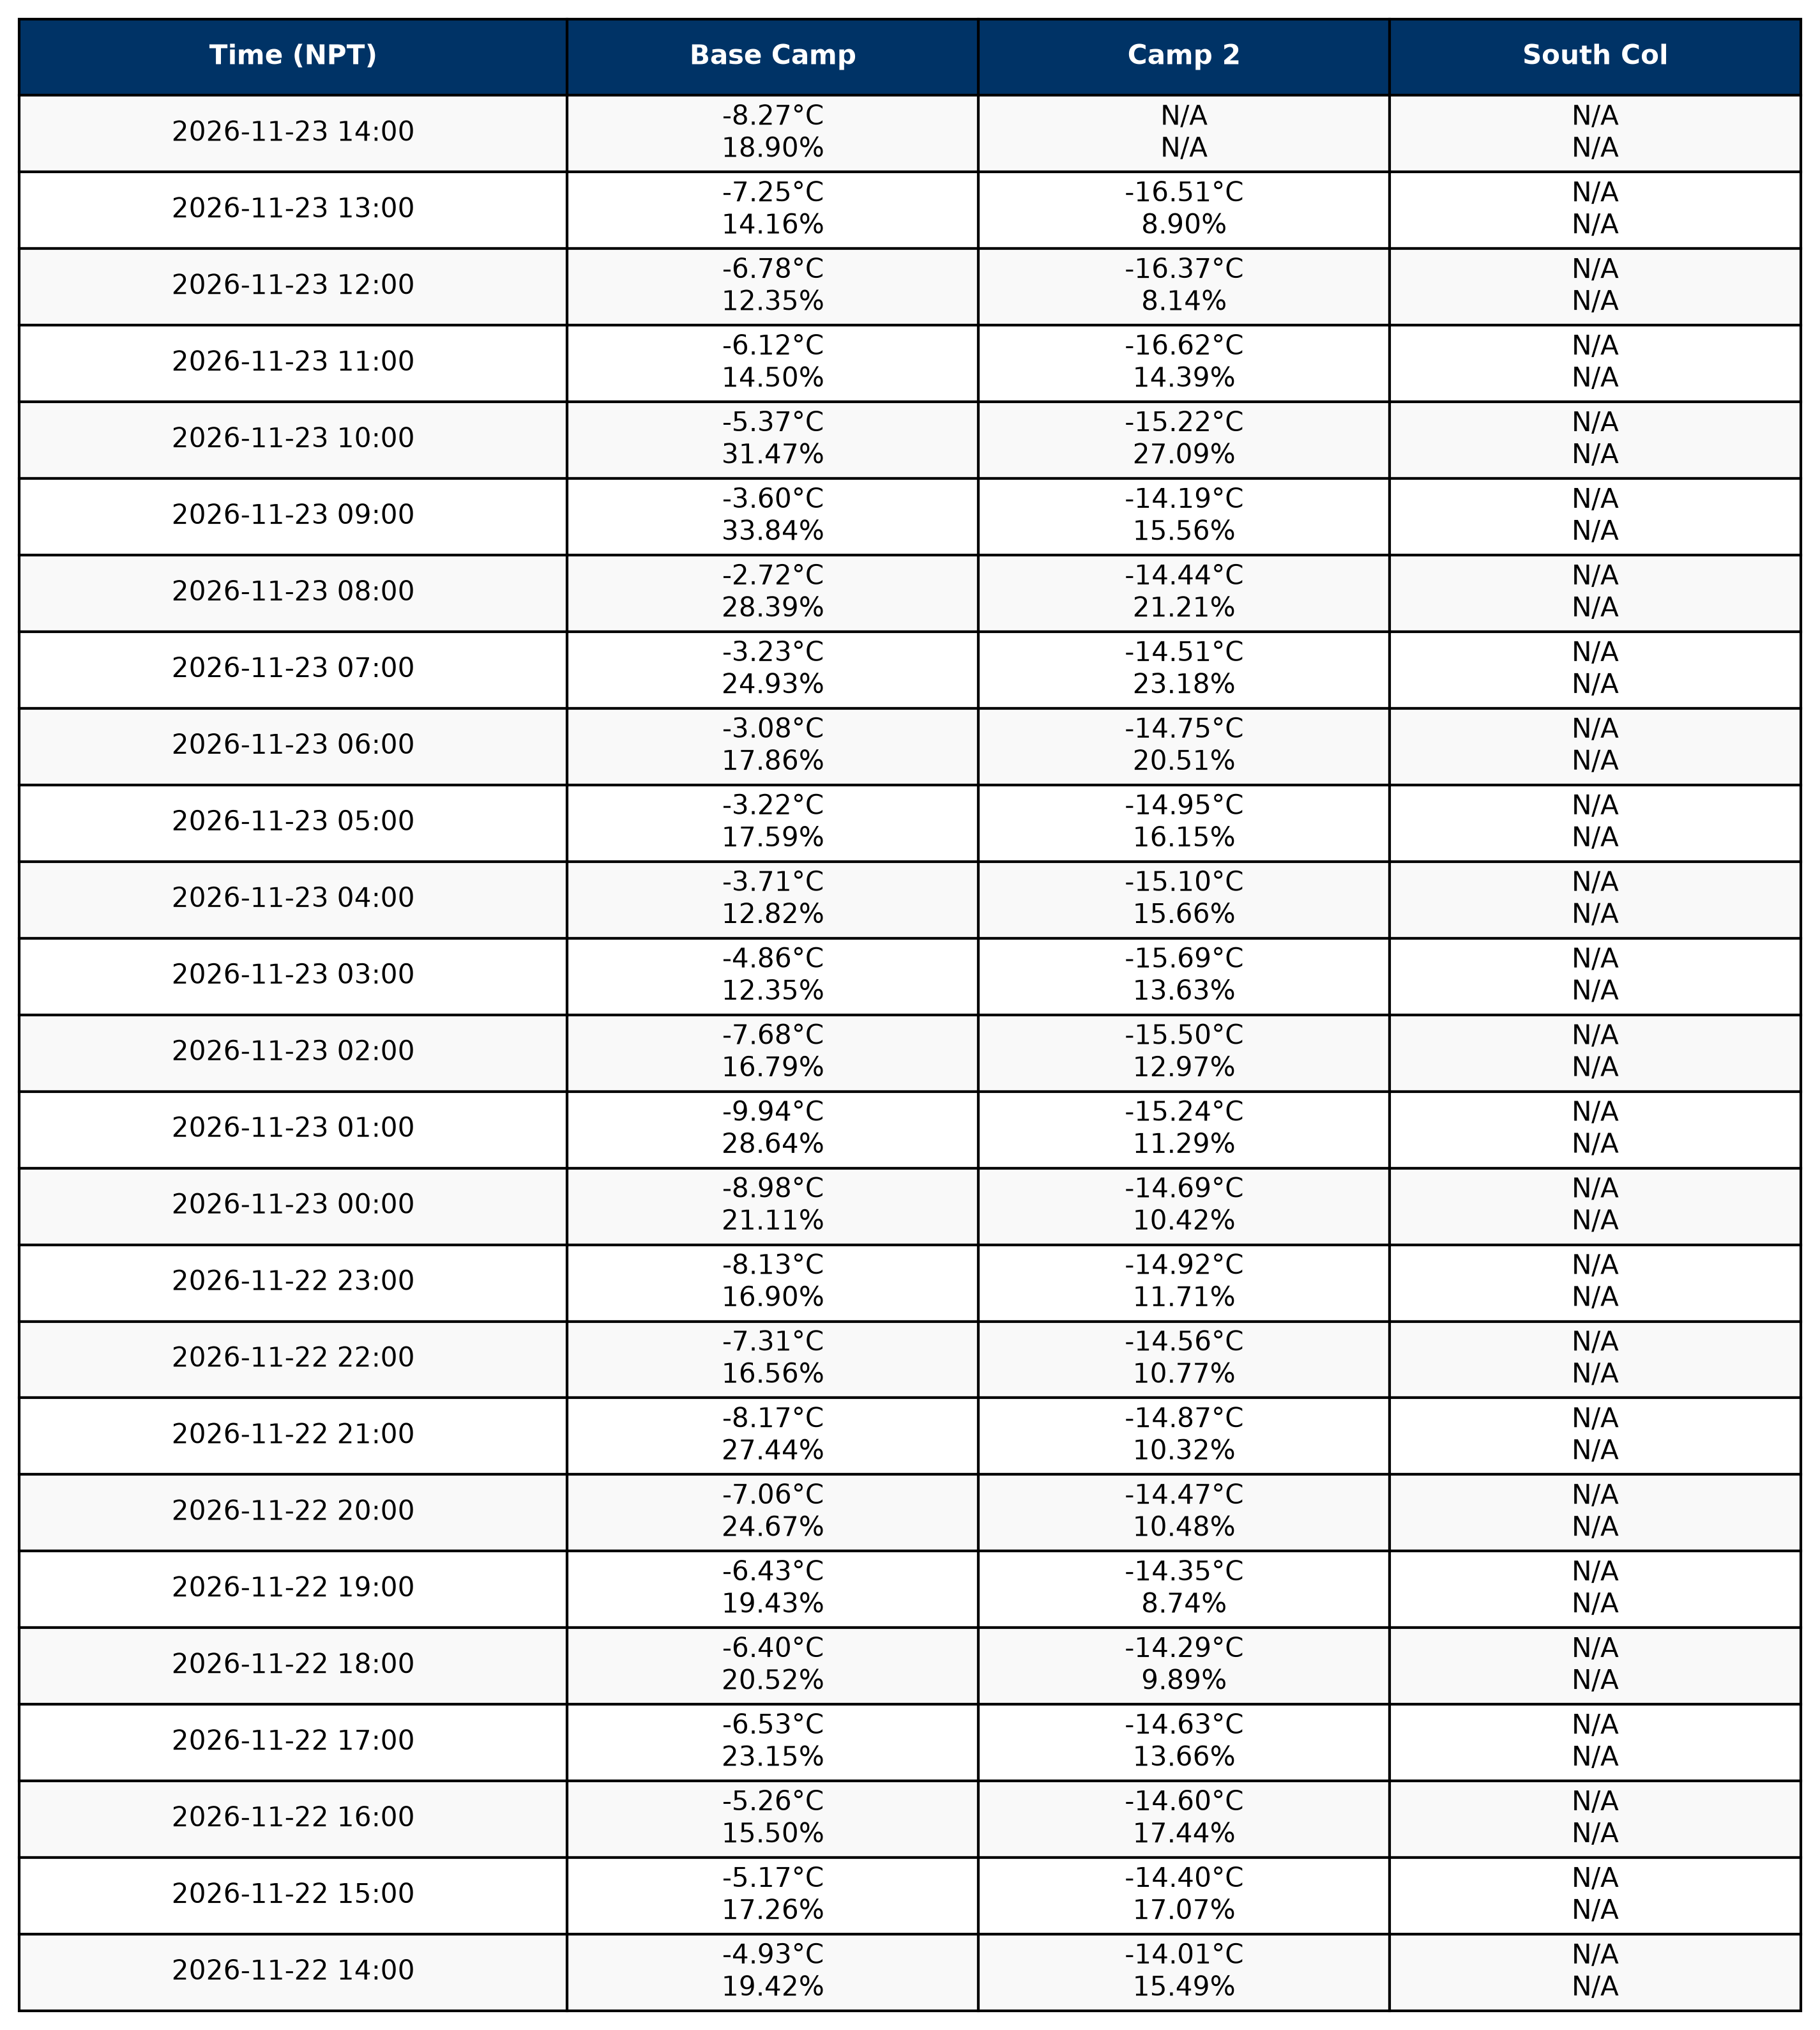 Time (NPT) Base Camp Camp 2 South Col
2026-11-23 14:00 -8.27°C N/A N/A
18.90% N/A N/A
2026-11-23 13:00 -7.25°C -16.51°C N/A
14.16% 8.90% N/A
2026-11-23 12:00 -6.78°C -16.37°C N/A
12.35% 8.14% N/A
2026-11-23 11:00 -6.12°C -16.62°C N/A
14.50% 14.39% N/A
2026-11-23 10:00 -5.37°C -15.22°C N/A
31.47% 27.09% N/A
2026-11-23 09:00 -3.60°C -14.19°C N/A
33.84% 15.56% N/A
2026-11-23 08:00 -2.72°C -14.44°C N/A
28.39% 21.21% N/A
2026-11-23 07:00 -3.23°C -14.51°C N/A
24.93% 23.18% N/A
2026-11-23 06:00 -3.08°C -14.75°C N/A
17.86% 20.51% N/A
2026-11-23 05:00 -3.22°C -14.95°C N/A
17.59% 16.15% N/A
2026-11-23 04:00 -3.71°C -15.10°C N/A
12.82% 15.66% N/A
2026-11-23 03:00 -4.86°C -15.69°C N/A
12.35% 13.63% N/A
2026-11-23 02:00 -7.68°C -15.50°C N/A
16.79% 12.97% N/A
2026-11-23 01:00 -9.94°C -15.24°C N/A
28.64% 11.29% N/A
2026-11-23 00:00 -8.98°C -14.69°C N/A
21.11% 10.42% N/A
2026-11-22 23:00 -8.13°C -14.92°C N/A
16.90% 11.71% N/A
2026-11-22 22:00 -7.31°C -14.56°C N/A
16.56% 10.77% N/A
2026-11-22 21:00 -8.17°C -14.87°C N/A
27.44% 10.32% N/A
2026-11-22 20:00 -7.06°C -14.47°C N/A
24.67% 10.48% N/A
2026-11-22 19:00 -6.43°C -14.35°C N/A
19.43% 8.74% N/A
2026-11-22 18:00 -6.40°C -14.29°C N/A
20.52% 9.89% N/A
2026-11-22 17:00 -6.53°C -14.63°C N/A
23.15% 13.66% N/A
2026-11-22 16:00 -5.26°C -14.60°C N/A
15.50% 17.44% N/A
2026-11-22 15:00 -5.17°C -14.40°C N/A
17.26% 17.07% N/A
2026-11-22 14:00 -4.93°C -14.01°C N/A
19.42% 15.49% N/A